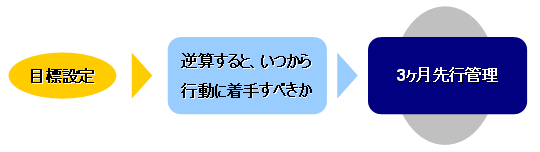 目標設定
逆算すると、いつから
行動に着手すべきか
3ヶ月先行管理